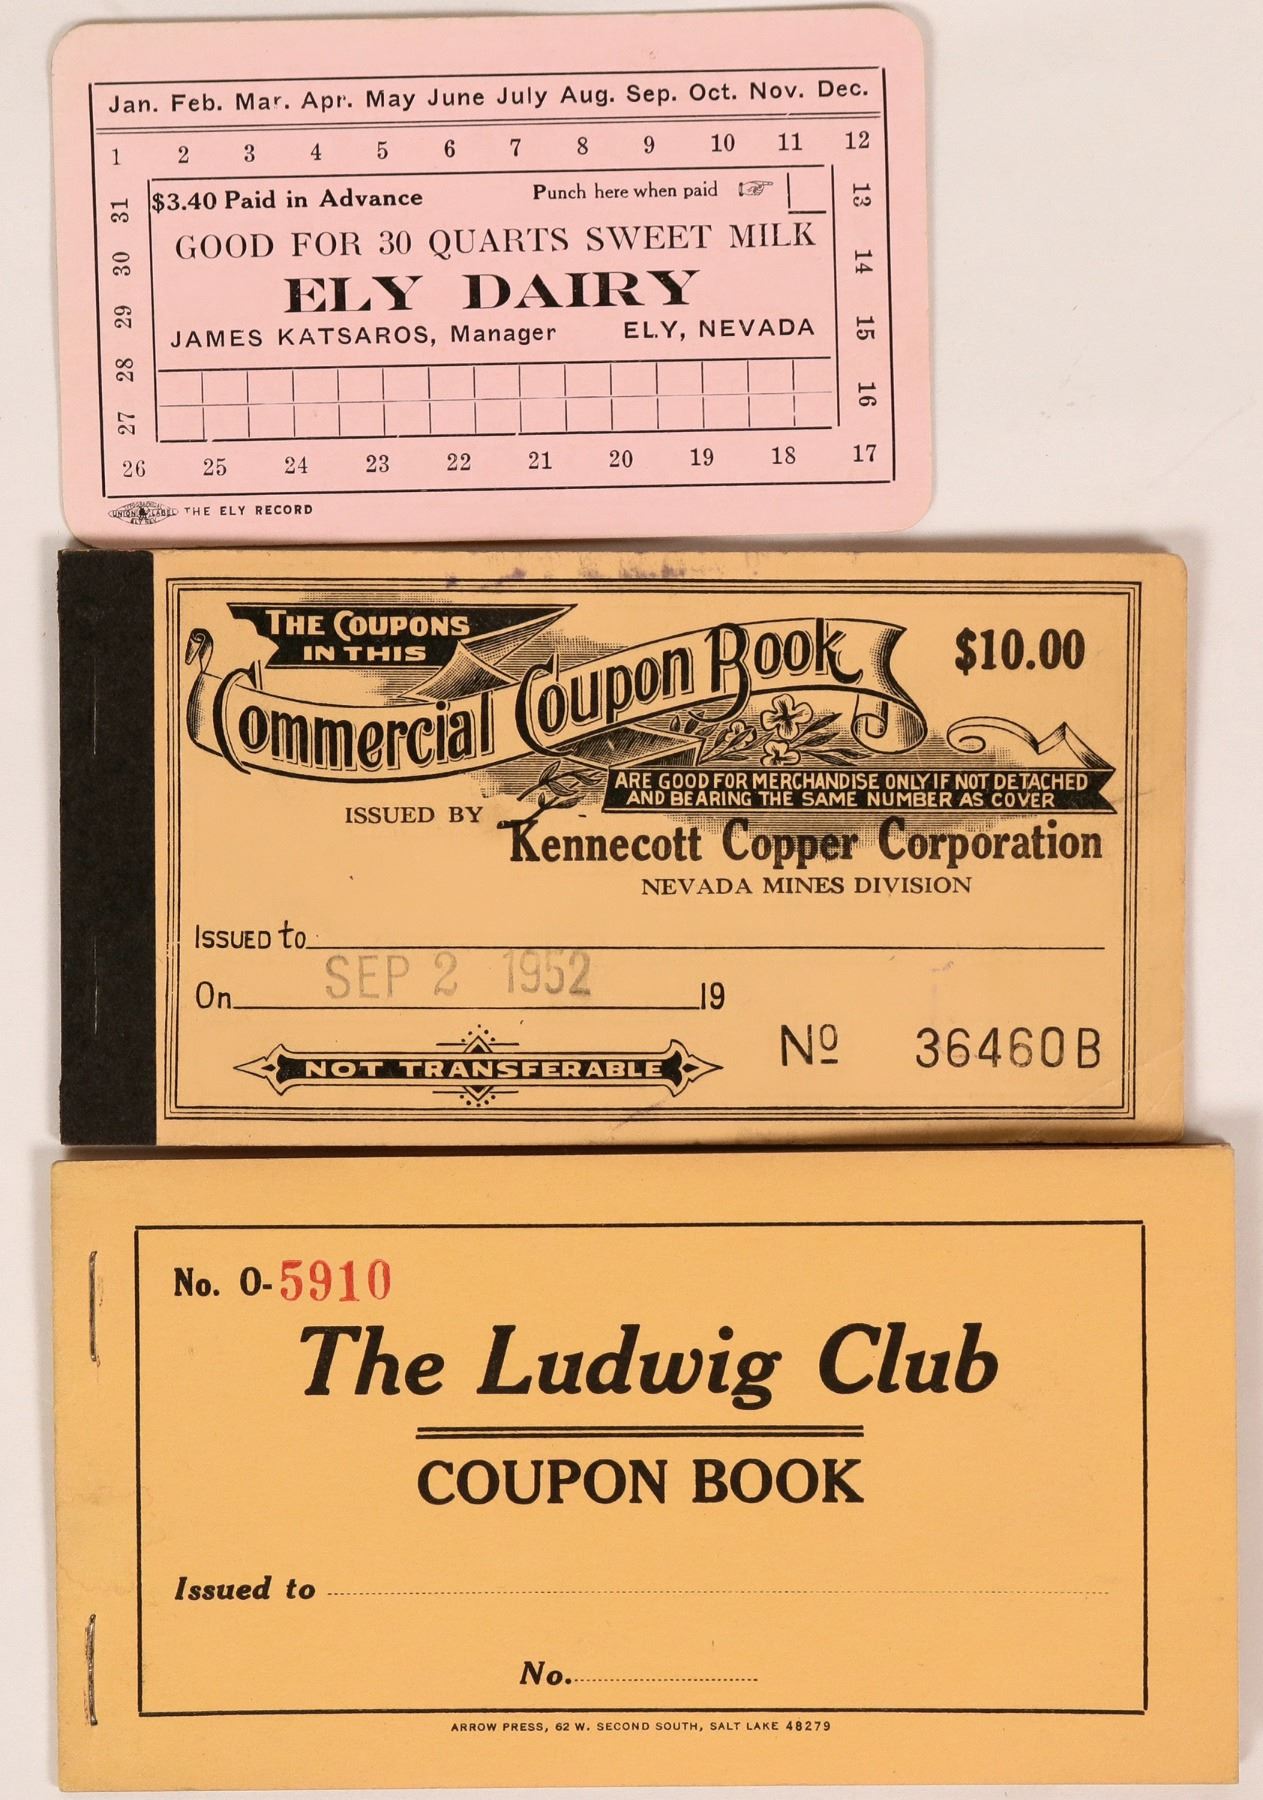 Jan. Feb. Mar. Apr. May June July Aug. Sep. Oct. Nov. Dec.
1 2 3 4 5 6 7 8 9 10 11 12
31 $3.40 Paid in Advance Punch here when paid 13
30 GOOD FOR 30 QUARTS SWEET MILK 14
ELY DAIRY
29 JAMES KATSAROS, Manager ELY, NEVADA 15
28 16
27
26 25 24 23 22 21 20 19 18 17
UNION LABEL THE ELY RECORD
THE COUPONS
IN THIS
Commercial Coupon Book
$10.00
ARE GOOD FOR MERCHANDISE ONLY IF NOT DETACHED
AND BEARING THE SAME NUMBER AS COVER
ISSUED BY
Kennecott Copper Corporation
NEVADA MINES DIVISION
ISSUED to
SEP 2 1952
On 19
NOT TRANSFERABLE
No 36460B
No. O-5910
The Ludwig Club
COUPON BOOK
Issued to
No.
ARROW PRESS, 62 W. SECOND SOUTH, SALT LAKE 48279